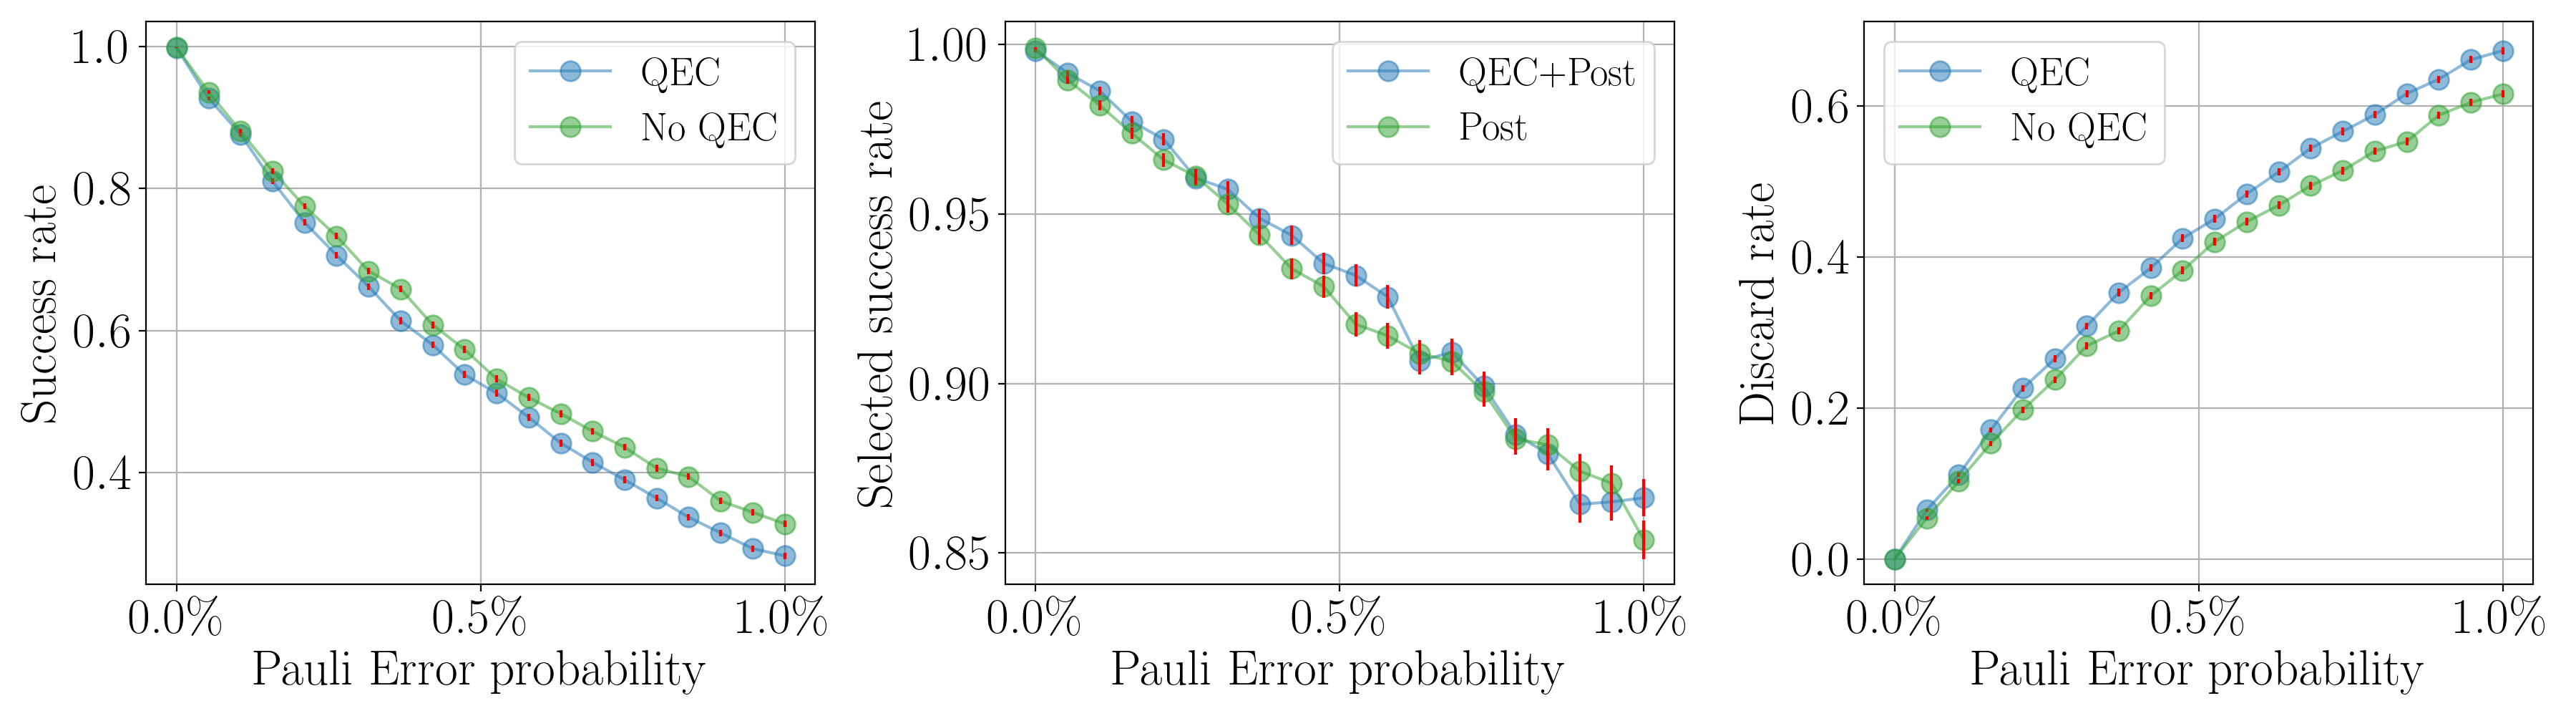 Success rate
1.0
0.8
0.6
0.4
QEC
No QEC
0.0%
0.5%
1.0%
Pauli Error probability
Selected success rate
1.00
0.95
0.90
0.85
QEC+Post
Post
0.0%
0.5%
1.0%
Pauli Error probability
Discard rate
0.6
0.4
0.2
0.0
QEC
No QEC
0.0%
0.5%
1.0%
Pauli Error probability